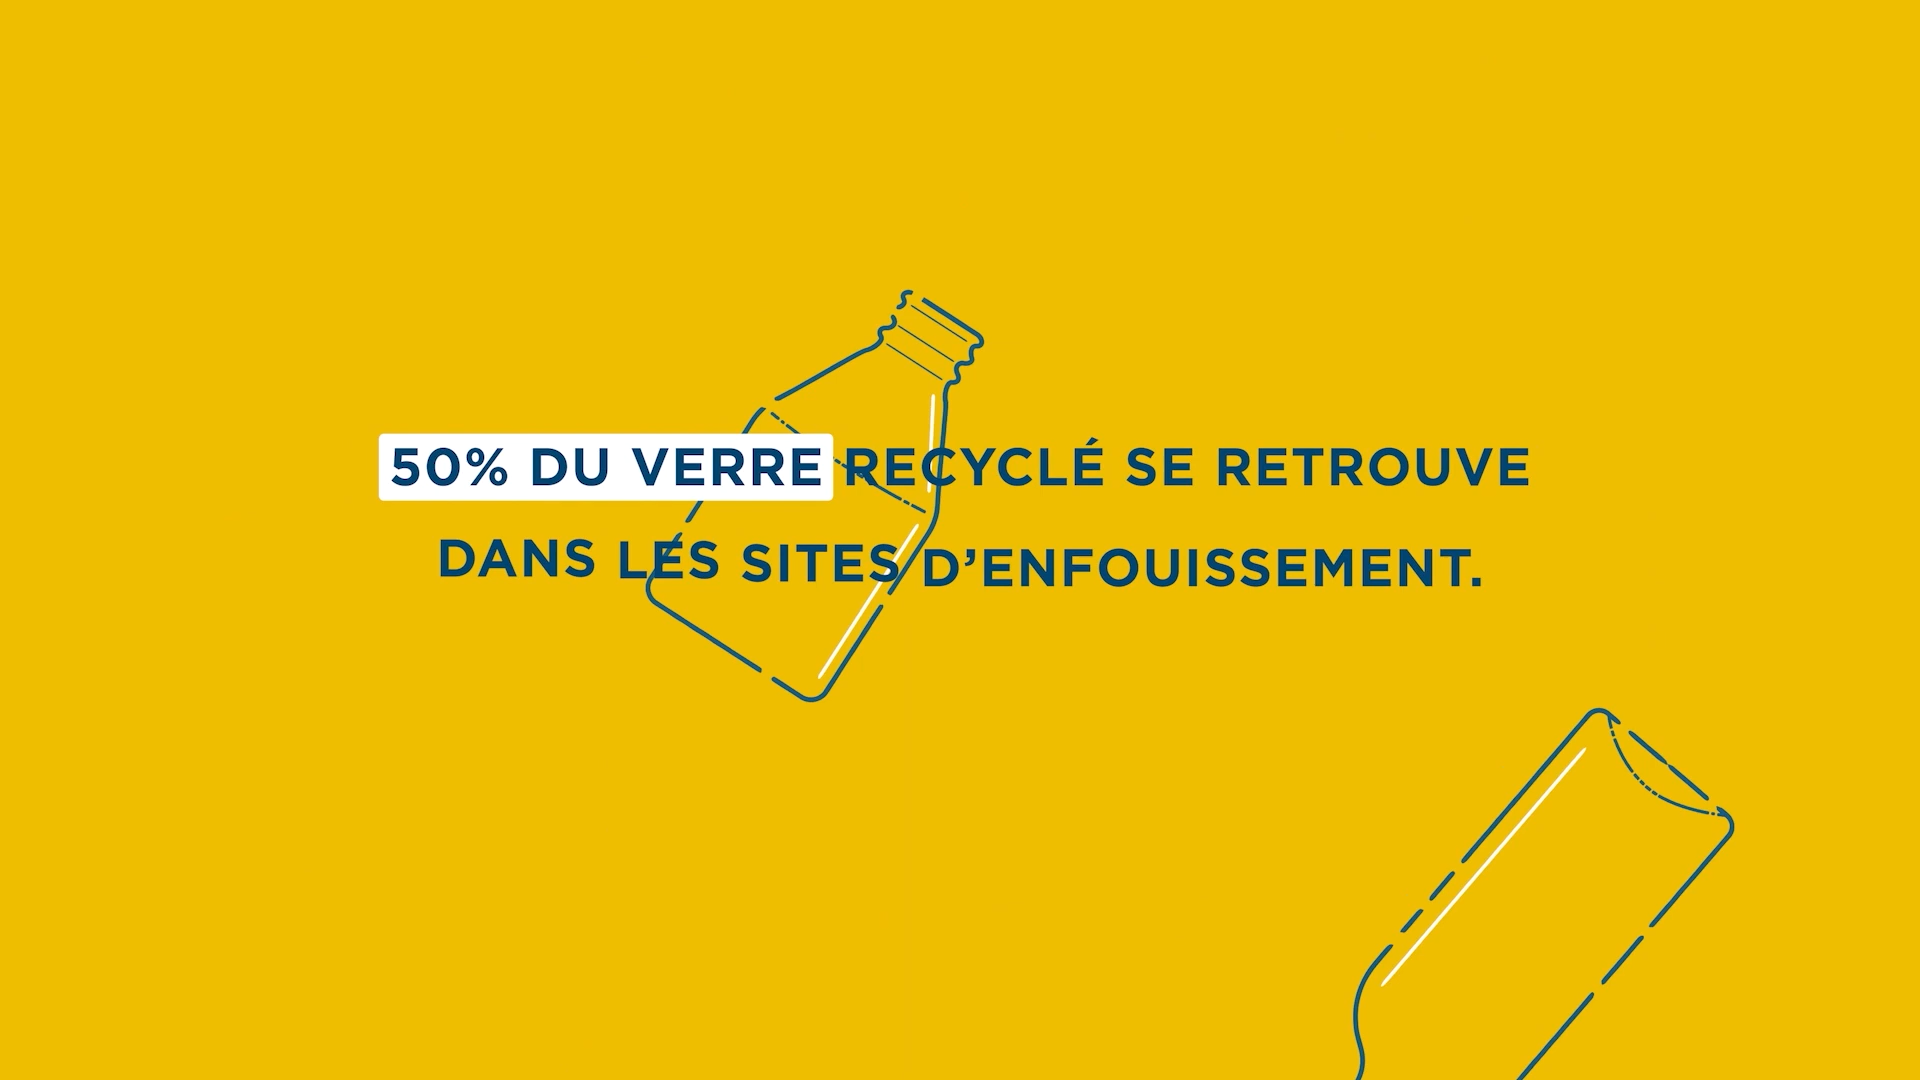 50% DU VERRE RECYCLÉ SE RETROUVE
DANS LES SITES D’ENFOUISSEMENT.